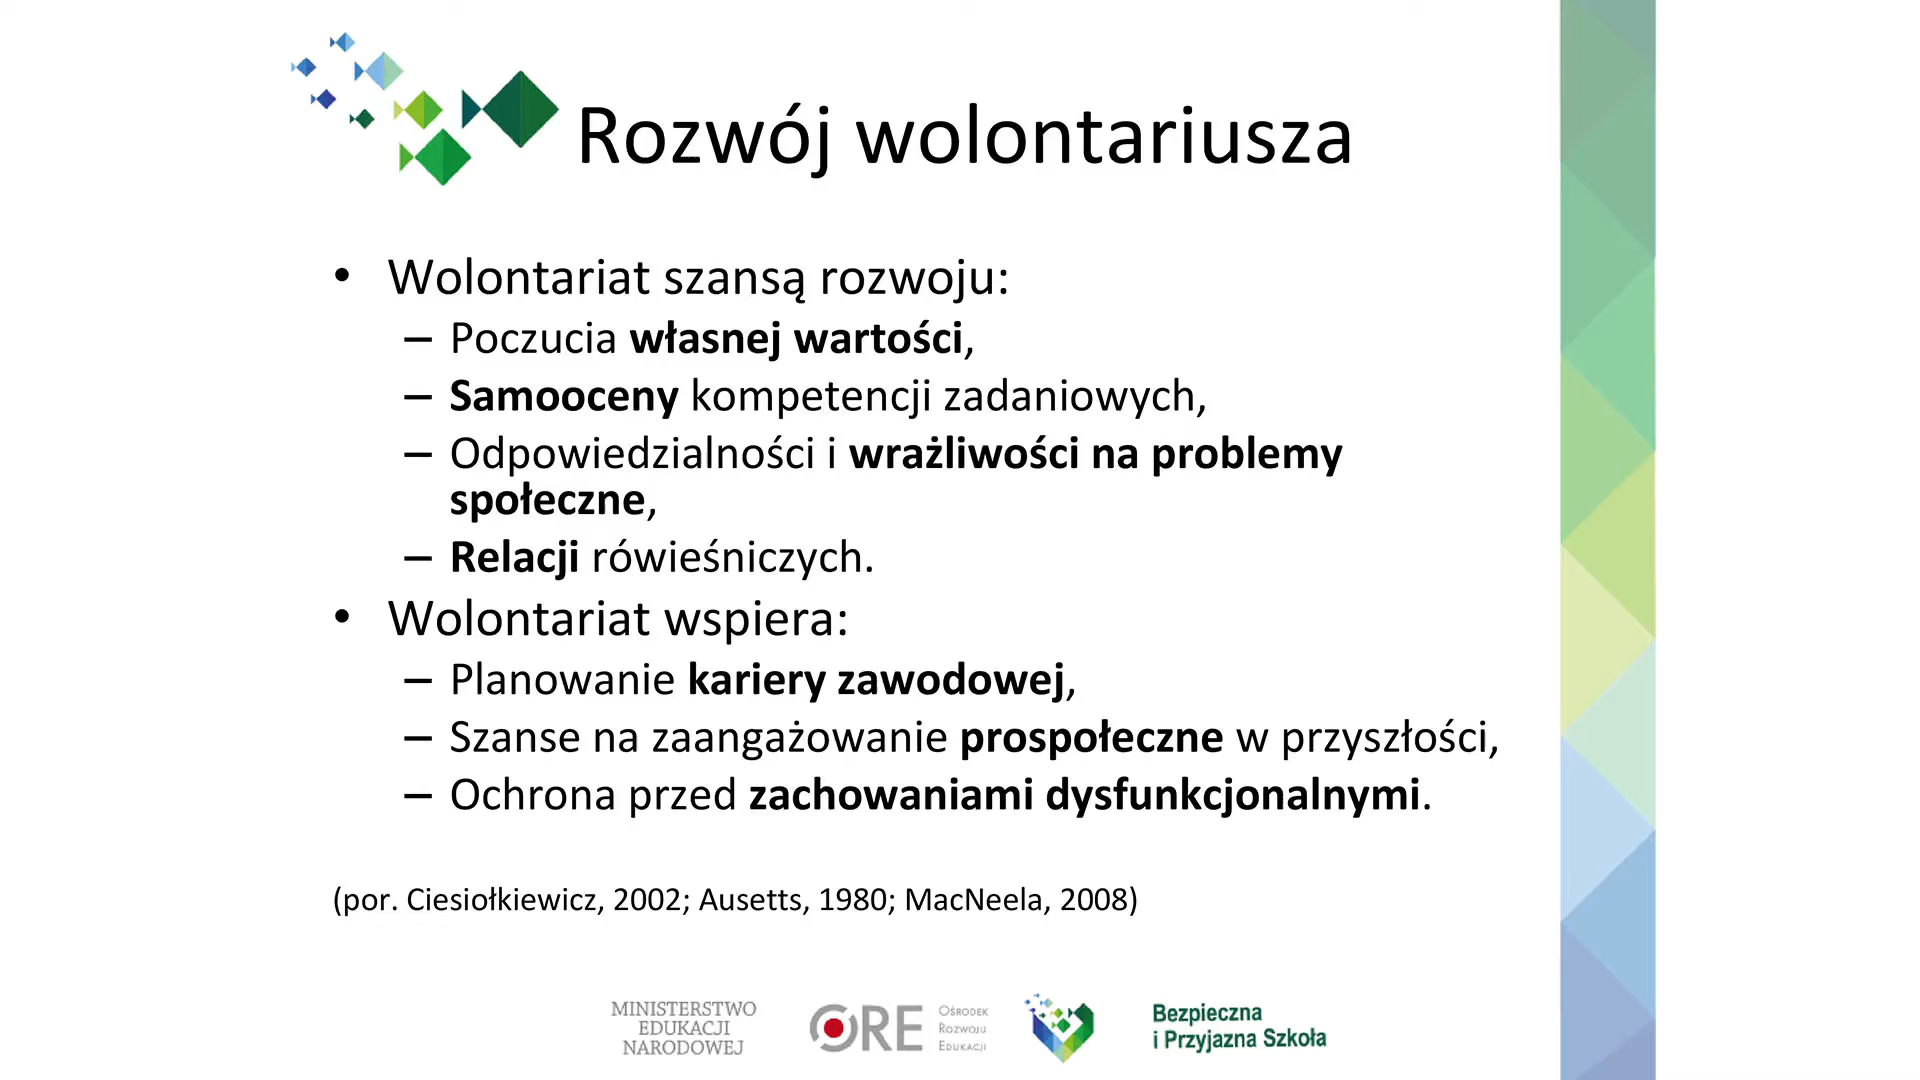 Rozwój wolontariusza
• Wolontariat szansą rozwoju:
– Poczucia własnej wartości,
– Samooceny kompetencji zadaniowych,
– Odpowiedzialności i wrażliwości na problemy
społeczne,
– Relacji rówieśniczych.
• Wolontariat wspiera:
– Planowanie kariery zawodowej,
– Szanse na zaangażowanie prospołeczne w przyszłości,
– Ochrona przed zachowaniami dysfunkcjonalnymi.
(por. Ciesiołkiewicz, 2002; Ausetts, 1980; MacNeela, 2008)
MINISTERSTWO
EDUKACJI
NARODOWEJ
ORE
Ośrodek
Rozwoju
Edukacji
Bezpieczna
i Przyjazna Szkoła